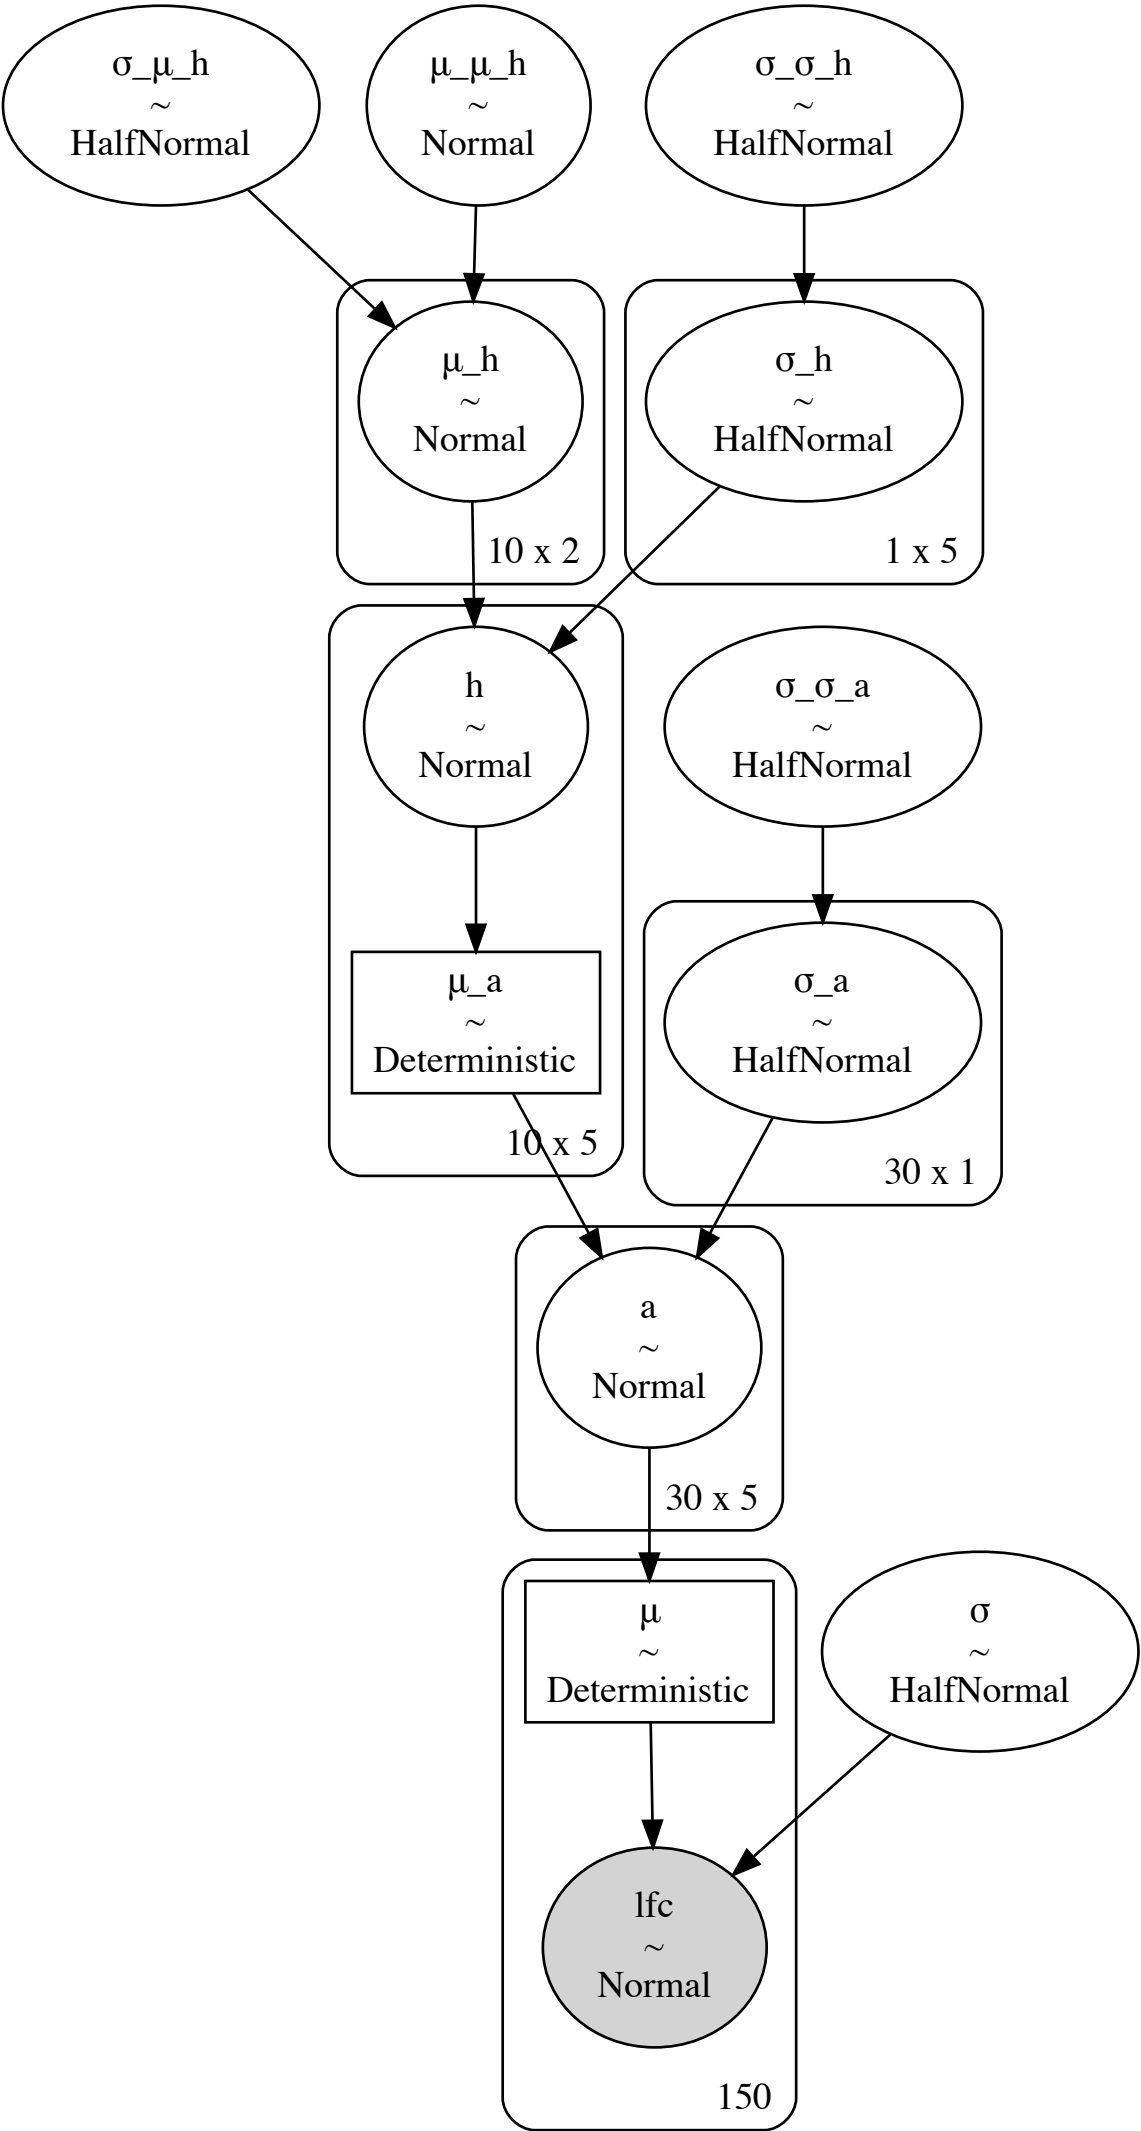 σ_μ_h
~
HalfNormal
μ_μ_h
~
Normal
σ_σ_h
~
HalfNormal
μ_h
~
Normal
10 x 2
σ_h
~
HalfNormal
1 x 5
h
~
Normal
σ_σ_a
~
HalfNormal
μ_a
~
Deterministic
10 x 5
σ_a
~
HalfNormal
30 x 1
a
~
Normal
30 x 5
μ
~
Deterministic
σ
~
HalfNormal
lfc
~
Normal
150